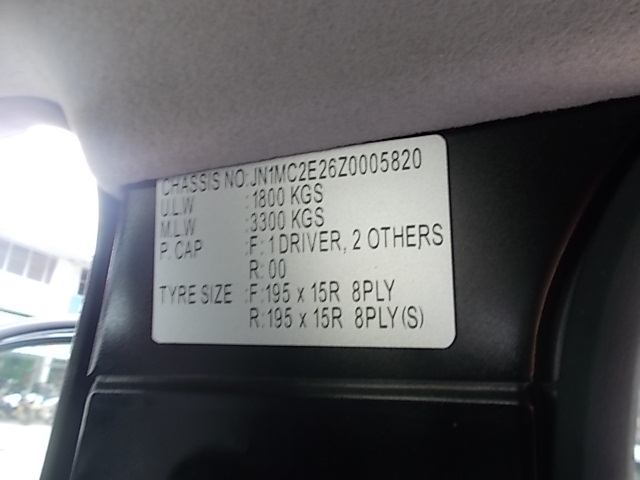 CHASSIS NO:JN1MC2E26Z0005820
U.L.W :1800 KGS
M.L.W :3300 KGS
P. CAP :F: 1 DRIVER, 2 OTHERS
R: 00
TYRE SIZE :F:195 x 15R 8PLY
R:195 x 15R 8PLY(S)